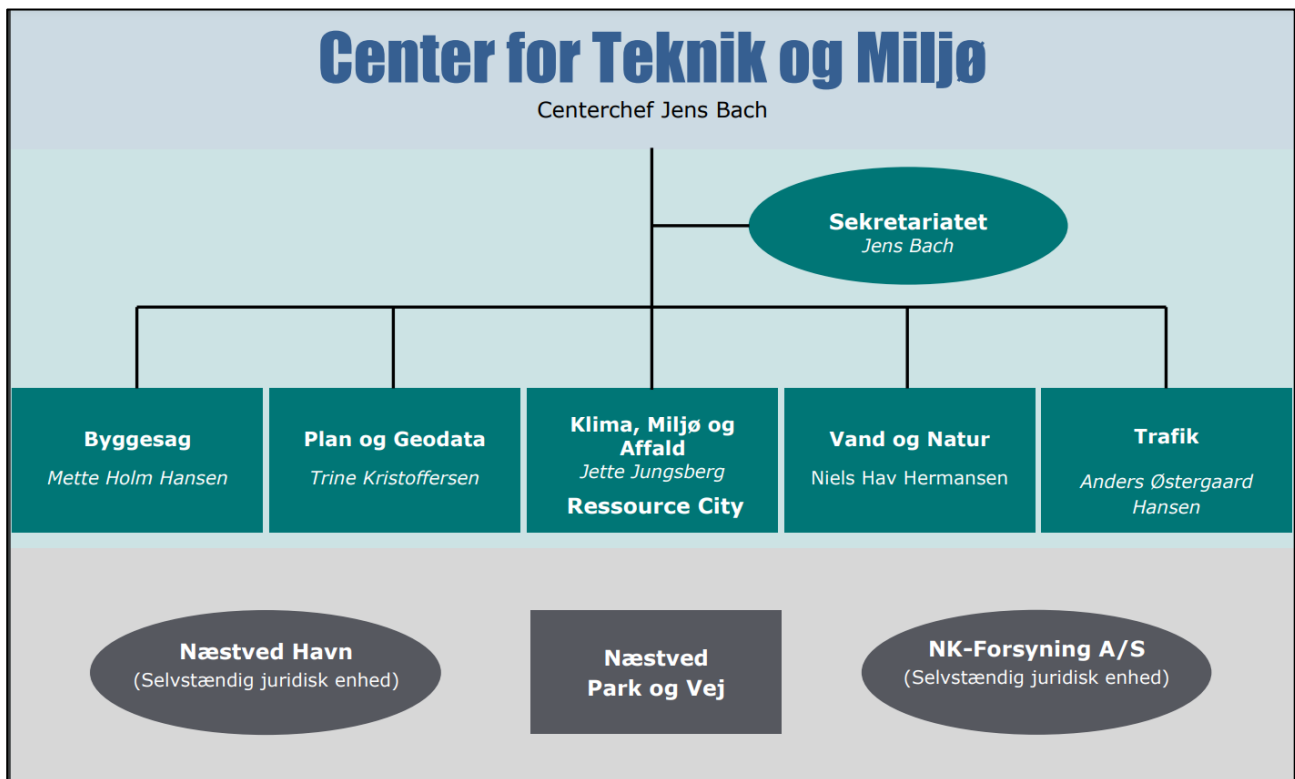 Center for Teknik og Miljø
Centerchef Jens Bach
Sekretariatet
Jens Bach
Byggesag
Mette Holm Hansen
Plan og Geodata
Trine Kristoffersen
Klima, Miljø og
Affald
Jette Jungsberg
Ressource City
Vand og Natur
Niels Hav Hermansen
Trafik
Anders Østergaard
Hansen
Næstved Havn
(Selvstændig juridisk enhed)
Næstved
Park og Vej
NK-Forsyning A/S
(Selvstændig juridisk enhed)